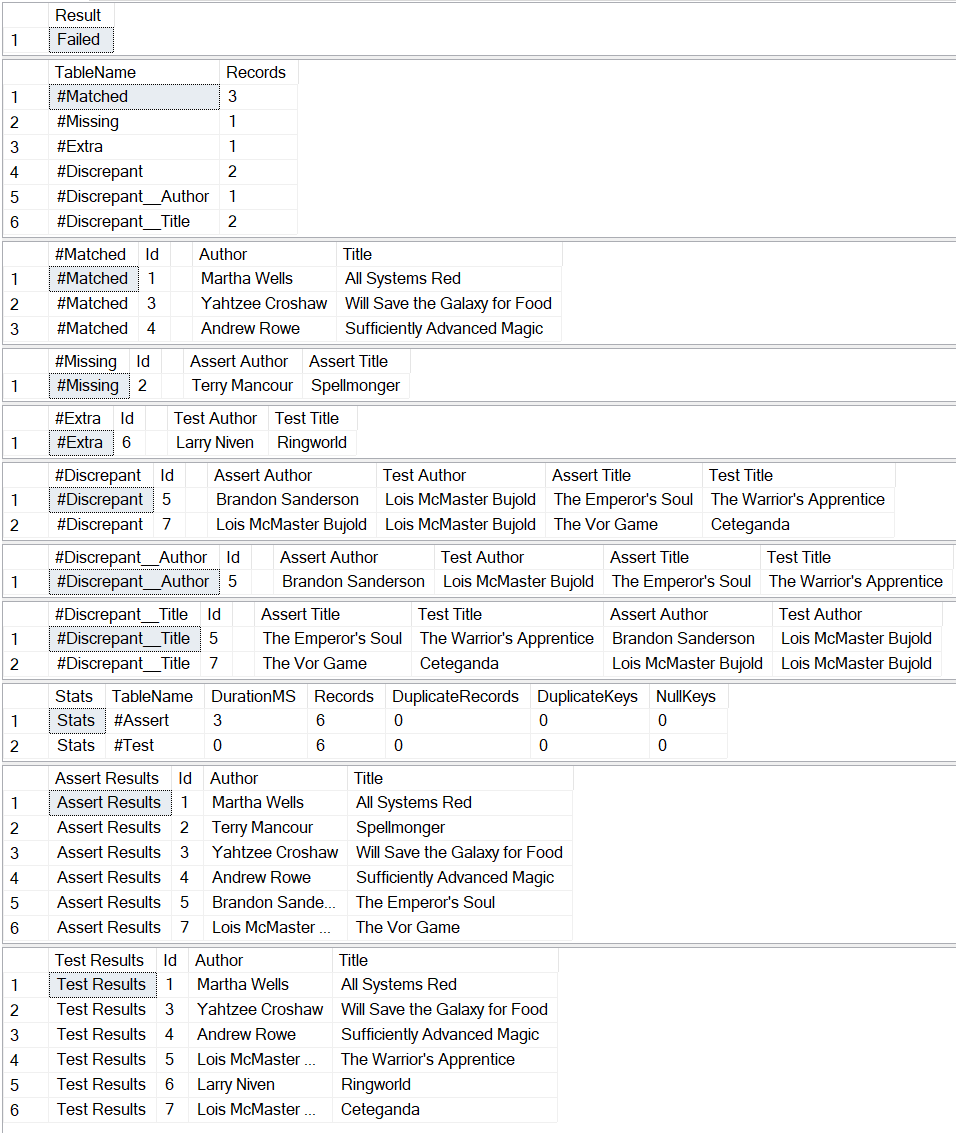 Result
1 Failed
TableName Records
1 #Matched 3
2 #Missing 1
3 #Extra 1
4 #Discrepant 2
5 #Discrepant__Author 1
6 #Discrepant__Title 2
#Matched Id Author Title
1 #Matched 1 Martha Wells All Systems Red
2 #Matched 3 Yahtzee Croshaw Will Save the Galaxy for Food
3 #Matched 4 Andrew Rowe Sufficiently Advanced Magic
#Missing Id Assert Author Assert Title
1 #Missing 2 Terry Mancour Spellmonger
#Extra Id Test Author Test Title
1 #Extra 6 Larry Niven Ringworld
#Discrepant Id Assert Author Test Author Assert Title Test Title
1 #Discrepant 5 Brandon Sanderson Lois McMaster Bujold The Emperor's Soul The Warrior's Apprentice
2 #Discrepant 7 Lois McMaster Bujold Lois McMaster Bujold The Vor Game Ceteganda
#Discrepant__Author Id Assert Author Test Author Assert Title Test Title
1 #Discrepant__Author 5 Brandon Sanderson Lois McMaster Bujold The Emperor's Soul The Warrior's Apprentice
#Discrepant__Title Id Assert Title Test Title Assert Author Test Author
1 #Discrepant__Title 5 The Emperor's Soul The Warrior's Apprentice Brandon Sanderson Lois McMaster Bujold
2 #Discrepant__Title 7 The Vor Game Ceteganda Lois McMaster Bujold Lois McMaster Bujold
Stats TableName DurationMS Records DuplicateRecords DuplicateKeys NullKeys
1 Stats #Assert 3 6 0 0 0
2 Stats #Test 0 6 0 0 0
Assert Results Id Author Title
1 Assert Results 1 Martha Wells All Systems Red
2 Assert Results 2 Terry Mancour Spellmonger
3 Assert Results 3 Yahtzee Croshaw Will Save the Galaxy for Food
4 Assert Results 4 Andrew Rowe Sufficiently Advanced Magic
5 Assert Results 5 Brandon Sande... The Emperor's Soul
6 Assert Results 7 Lois McMaster ... The Vor Game
Test Results Id Author Title
1 Test Results 1 Martha Wells All Systems Red
2 Test Results 3 Yahtzee Croshaw Will Save the Galaxy for Food
3 Test Results 4 Andrew Rowe Sufficiently Advanced Magic
4 Test Results 5 Lois McMaster ... The Warrior's Apprentice
5 Test Results 6 Larry Niven Ringworld
6 Test Results 7 Lois McMaster ... Ceteganda